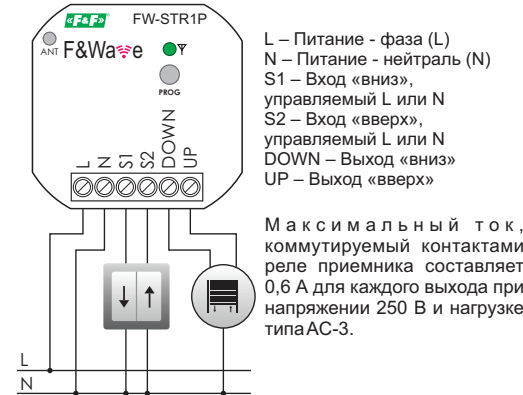 «F&F»
FW-STR1P
ANT
F&Wave
PROG
L
N
S1
S2
DOWN
UP
L
N
L – Питание - фаза (L)
N – Питание - нейтраль (N)
S1 – Вход «вниз»,
управляемый L или N
S2 – Вход «вверх»,
управляемый L или N
DOWN – Выход «вниз»
UP – Выход «вверх»
Максимальный ток,
коммутируемый контактами
реле приемника составляет
0,6 А для каждого выхода при
напряжении 250 В и нагрузке
типа АС-3.